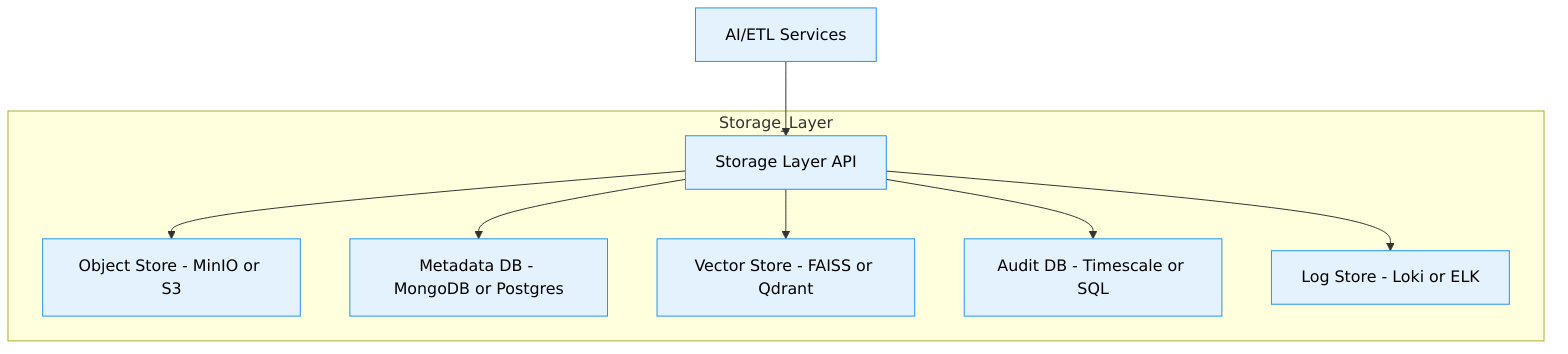 AI/ETL Services
Storage_Layer
Storage Layer API
Object Store - MinIO or
S3
Metadata DB -
MongoDB or Postgres
Vector Store - FAISS or
Qdrant
Audit DB - Timescale or
SQL
Log Store - Loki or ELK